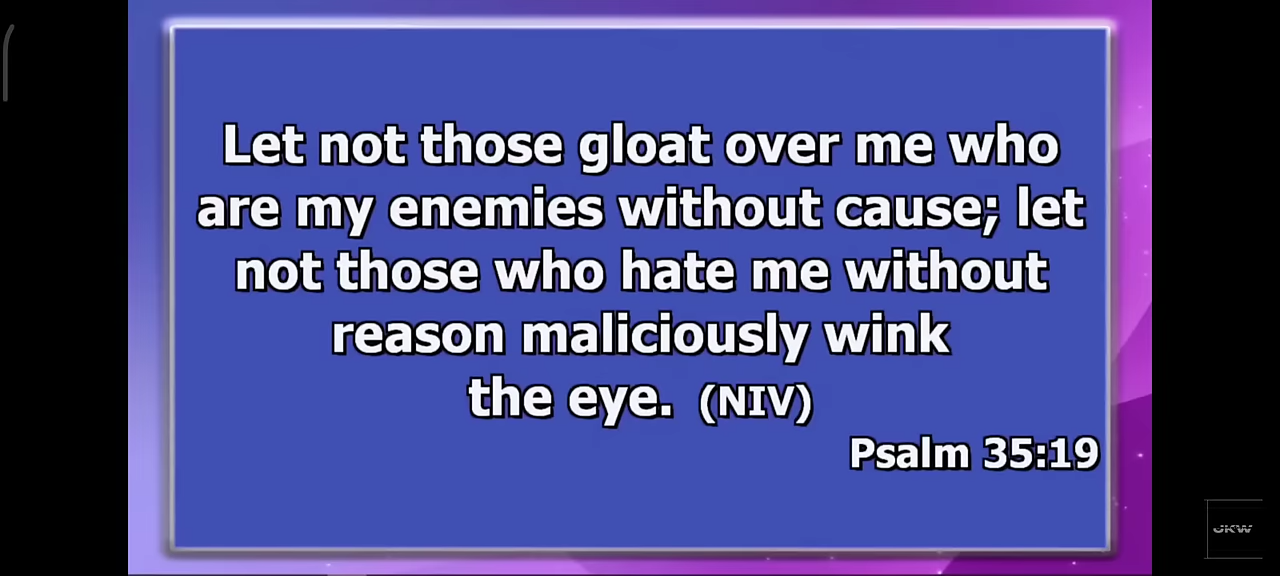 Let not those gloat over me who
are my enemies without cause; let
not those who hate me without
reason maliciously wink
the eye. (NIV)
Psalm 35:19
JKW